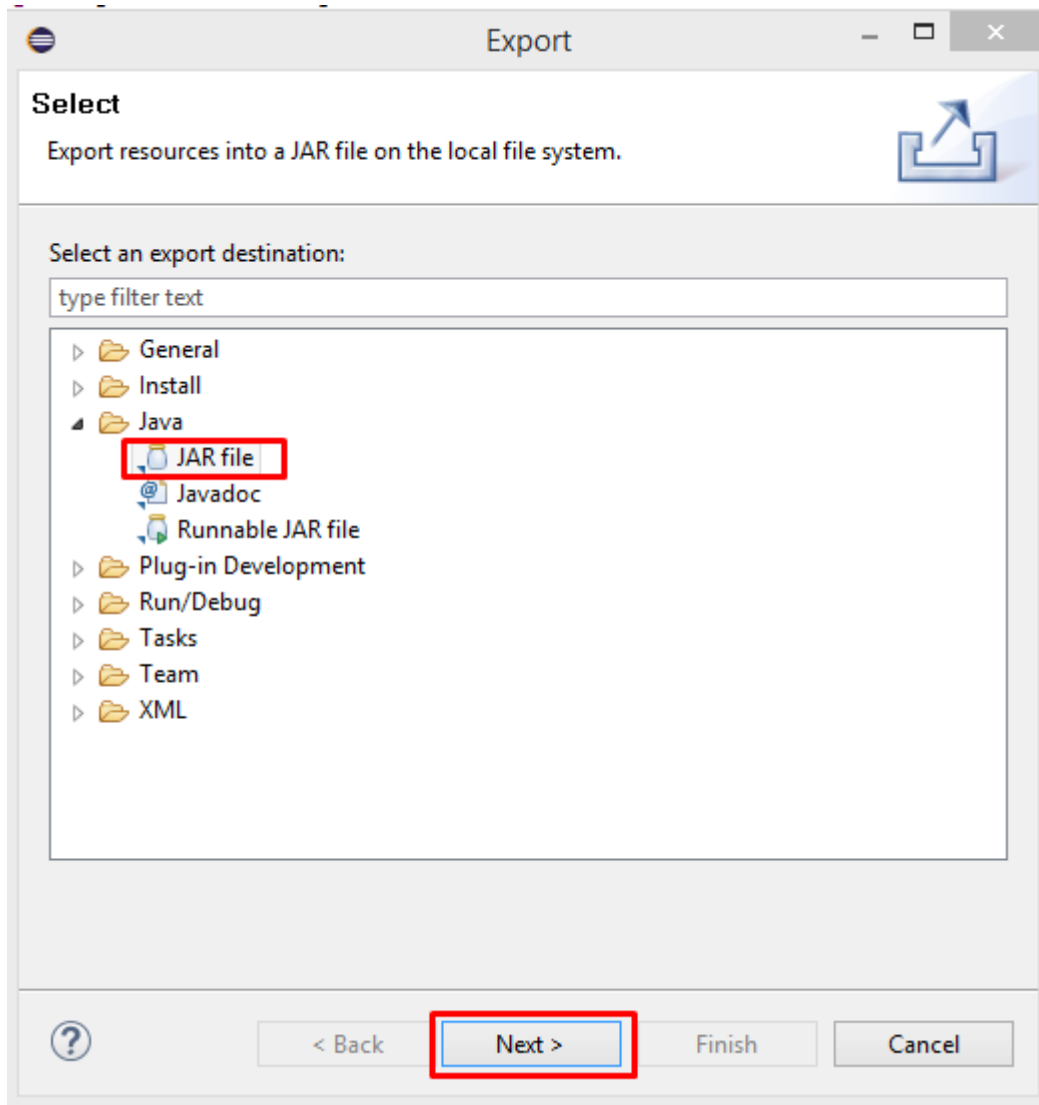 Export
Select
Export resources into a JAR file on the local file system.
Select an export destination:
type filter text
General
Install
Java
JAR file
@ Javadoc
Runnable JAR file
Plug-in Development
Run/Debug
Tasks
Team
XML
? < Back Next > Finish Cancel